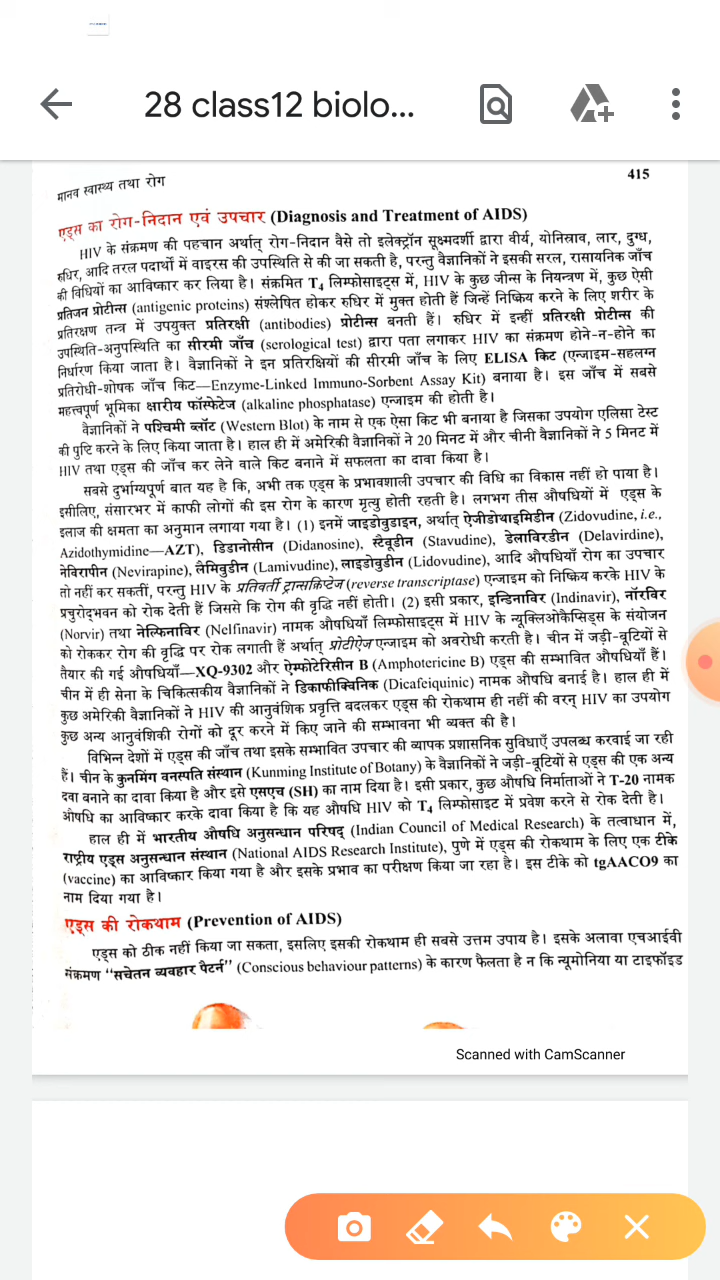 28 class12 biolo...
मानव स्वास्थ्य तथा रोग
415
एड्स का रोग-निदान एवं उपचार (Diagnosis and Treatment of AIDS)
HIV के संक्रमण की पहचान अर्थात् रोग-निदान वैसे तो इलेक्ट्रॉन सूक्ष्मदर्शी द्वारा वीर्य, योनिस्राव, लार, दुग्ध,
रुधिर, आदि तरल पदार्थों में वाइरस की उपस्थिति से की जा सकती है, परन्तु वैज्ञानिकों ने इसकी सरल, रासायनिक जाँच
की विधियों का आविष्कार कर लिया है। संक्रमित T4 लिम्फोसाइट्स में, HIV के कुछ जीन्स के नियन्त्रण में, कुछ ऐसी
प्रतिजन प्रोटीन्स (antigenic proteins) संश्लेषित होकर रुधिर में मुक्त होती हैं जिन्हें निष्क्रिय करने के लिए शरीर के
प्रतिरक्षण तन्त्र में उपयुक्त प्रतिरक्षी (antibodies) प्रोटीन्स बनती हैं। रुधिर में इन्हीं प्रतिरक्षी प्रोटीन्स की
उपस्थिति-अनुपस्थिति का सीरमी जाँच (serological test) द्वारा पता लगाकर HIV का संक्रमण होने-न-होने का
निर्धारण किया जाता है। वैज्ञानिकों ने इन प्रतिरक्षियों की सीरमी जाँच के लिए ELISA किट (एन्जाइम-सहलग्न
प्रतिरोधी-शोषक जाँच किट—Enzyme-Linked Immuno-Sorbent Assay Kit) बनाया है। इस जाँच में सबसे
महत्त्वपूर्ण भूमिका क्षारीय फॉस्फेटेज (alkaline phosphatase) एन्जाइम की होती है।
वैज्ञानिकों ने पश्चिमी ब्लॉट (Western Blot) के नाम से एक ऐसा किट भी बनाया है जिसका उपयोग एलिसा टेस्ट
की पुष्टि करने के लिए किया जाता है। हाल ही में अमेरिकी वैज्ञानिकों ने 20 मिनट में और चीनी वैज्ञानिकों ने 5 मिनट में
HIV तथा एड्स की जाँच कर लेने वाले किट बनाने में सफलता का दावा किया है।
सबसे दुर्भाग्यपूर्ण बात यह है कि, अभी तक एड्स के प्रभावशाली उपचार की विधि का विकास नहीं हो पाया है।
इसीलिए, संसारभर में काफी लोगों की इस रोग के कारण मृत्यु होती रहती है। लगभग तीस औषधियों में एड्स के
इलाज की क्षमता का अनुमान लगाया गया है। (1) इनमें जाइडोवुडाइन, अर्थात् ऐजीडोथाइमिडीन (Zidovudine, i.e.,
Azidothymidine—AZT), डिडानोसीन (Didanosine), स्टैवूडीन (Stavudine), डेलाविरडीन (Delavirdine),
नेविरापीन (Nevirapine), लैमिवुडीन (Lamivudine), लाइडोवुडीन (Lidovudine), आदि औषधियाँ रोग का उपचार
तो नहीं कर सकतीं, परन्तु HIV के प्रतिवर्ती ट्रान्सक्रिप्टेज (reverse transcriptase) एन्जाइम को निष्क्रिय करके HIV के
प्रचुरोद्भवन को रोक देती हैं जिससे कि रोग की वृद्धि नहीं होती। (2) इसी प्रकार, इन्डिनाविर (Indinavir), नॉरविर
(Norvir) तथा नेल्फिनाविर (Nelfinavir) नामक औषधियाँ लिम्फोसाइट्स में HIV के न्यूक्लिओकैप्सिड्स के संयोजन
को रोककर रोग की वृद्धि पर रोक लगाती हैं अर्थात् प्रोटीऐज एन्जाइम को अवरोधी करती है। चीन में जड़ी-बूटियों से
तैयार की गई औषधियाँ—XQ-9302 और ऐम्फोटेरिसीन B (Amphotericine B) एड्स की सम्भावित औषधियाँ हैं।
चीन में ही सेना के चिकित्सकीय वैज्ञानिकों ने डिकाफीक्विनिक (Dicafeiquinic) नामक औषधि बनाई है। हाल ही में
कुछ अमेरिकी वैज्ञानिकों ने HIV की आनुवंशिक प्रवृत्ति बदलकर एड्स की रोकथाम ही नहीं की वरन् HIV का उपयोग
कुछ अन्य आनुवंशिकी रोगों को दूर करने में किए जाने की सम्भावना भी व्यक्त की है।
विभिन्न देशों में एड्स की जाँच तथा इसके सम्भावित उपचार की व्यापक प्रशासनिक सुविधाएँ उपलब्ध करवाई जा रही
हैं। चीन के कुनमिंग वनस्पति संस्थान (Kunming Institute of Botany) के वैज्ञानिकों ने जड़ी-बूटियों से एड्स की एक अन्य
दवा बनाने का दावा किया है और इसे एसएच (SH) का नाम दिया है। इसी प्रकार, कुछ औषधि निर्माताओं ने T-20 नामक
औषधि का आविष्कार करके दावा किया है कि यह औषधि HIV को T4 लिम्फोसाइट में प्रवेश करने से रोक देती है।
हाल ही में भारतीय औषधि अनुसन्धान परिषद् (Indian Council of Medical Research) के तत्वाधान में,
राष्ट्रीय एड्स अनुसन्धान संस्थान (National AIDS Research Institute), पुणे में एड्स की रोकथाम के लिए एक टीके
(vaccine) का आविष्कार किया गया है और इसके प्रभाव का परीक्षण किया जा रहा है। इस टीके को tgAACO9 का
नाम दिया गया है।
एड्स की रोकथाम (Prevention of AIDS)
एड्स को ठीक नहीं किया जा सकता, इसलिए इसकी रोकथाम ही सबसे उत्तम उपाय है। इसके अलावा एचआईवी
संक्रमण “सचेतन व्यवहार पैटर्न” (Conscious behaviour patterns) के कारण फैलता है न कि न्यूमोनिया या टाइफॉइड
Scanned with CamScanner